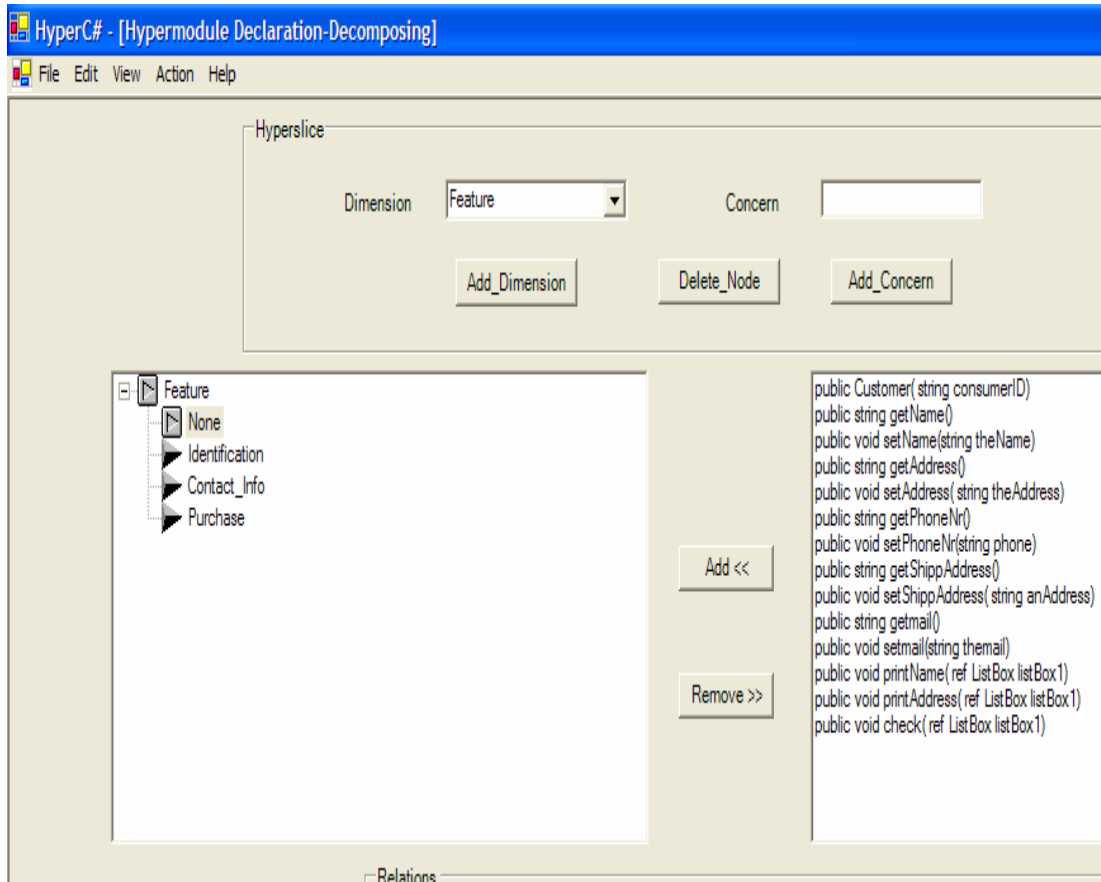 HyperC# - [Hypermodule Declaration-Decomposing]
File Edit View Action Help
Hyperslice
Dimension Feature Concern
Add_Dimension Delete_Node Add_Concern
Feature
None
Identification
Contact_Info
Purchase
Add <<
Remove >>
public Customer( string consumerID)
public string getName()
public void setName(string theName)
public string getAddress()
public void setAddress( string theAddress)
public string getPhoneNr()
public void setPhoneNr(string phone)
public string getShippAddress()
public void setShippAddress( string anAddress)
public string getmail()
public void setmail(string themail)
public void printName( ref ListBox listBox1)
public void printAddress( ref ListBox listBox1)
public void check( ref ListBox listBox1)
Relations